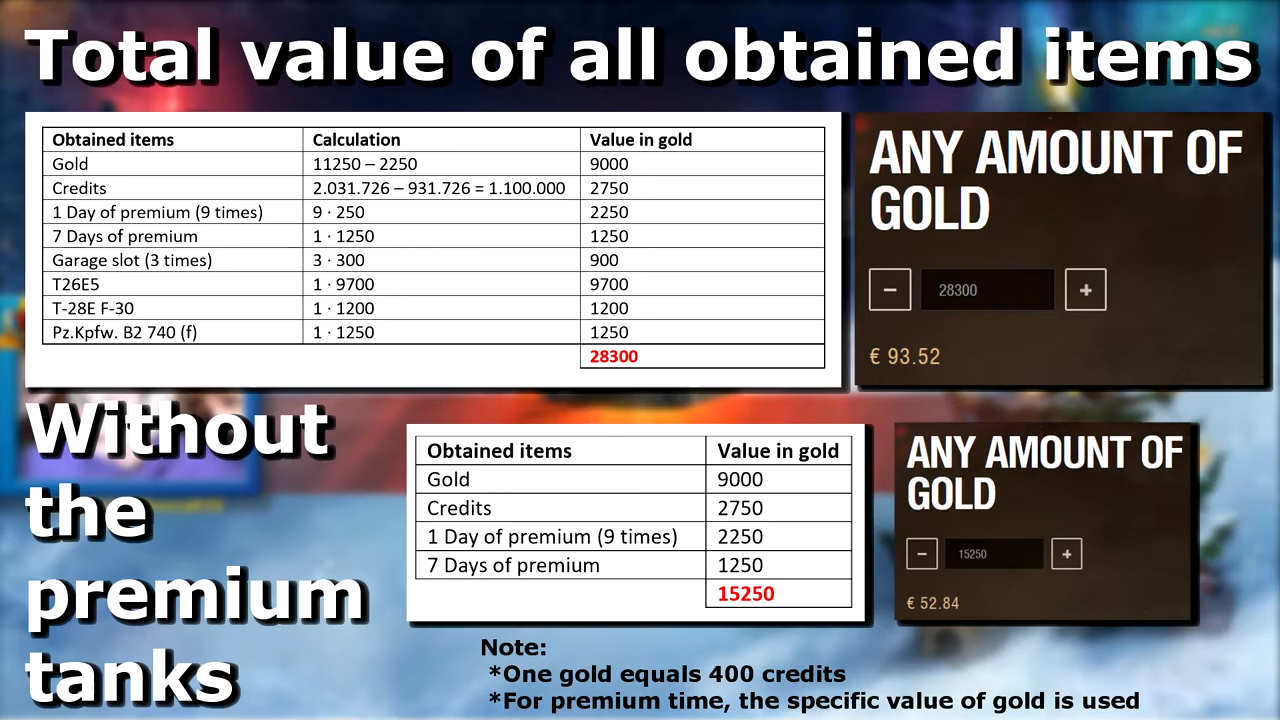 Total value of all obtained items
Obtained items Calculation Value in gold
Gold 11250 – 2250 9000
Credits 2.031.726 – 931.726 = 1.100.000 2750
1 Day of premium (9 times) 9 · 250 2250
7 Days of premium 1 · 1250 1250
Garage slot (3 times) 3 · 300 900
T26E5 1 · 9700 9700
T-28E F-30 1 · 1200 1200
Pz.Kpfw. B2 740 (f) 1 · 1250 1250
28300
ANY AMOUNT OF
GOLD
− 28300 +
€ 93.52
Without
the
premium
tanks
Obtained items Value in gold
Gold 9000
Credits 2750
1 Day of premium (9 times) 2250
7 Days of premium 1250
15250
ANY AMOUNT OF
GOLD
− 15250 +
€ 52.84
Note:
*One gold equals 400 credits
*For premium time, the specific value of gold is used